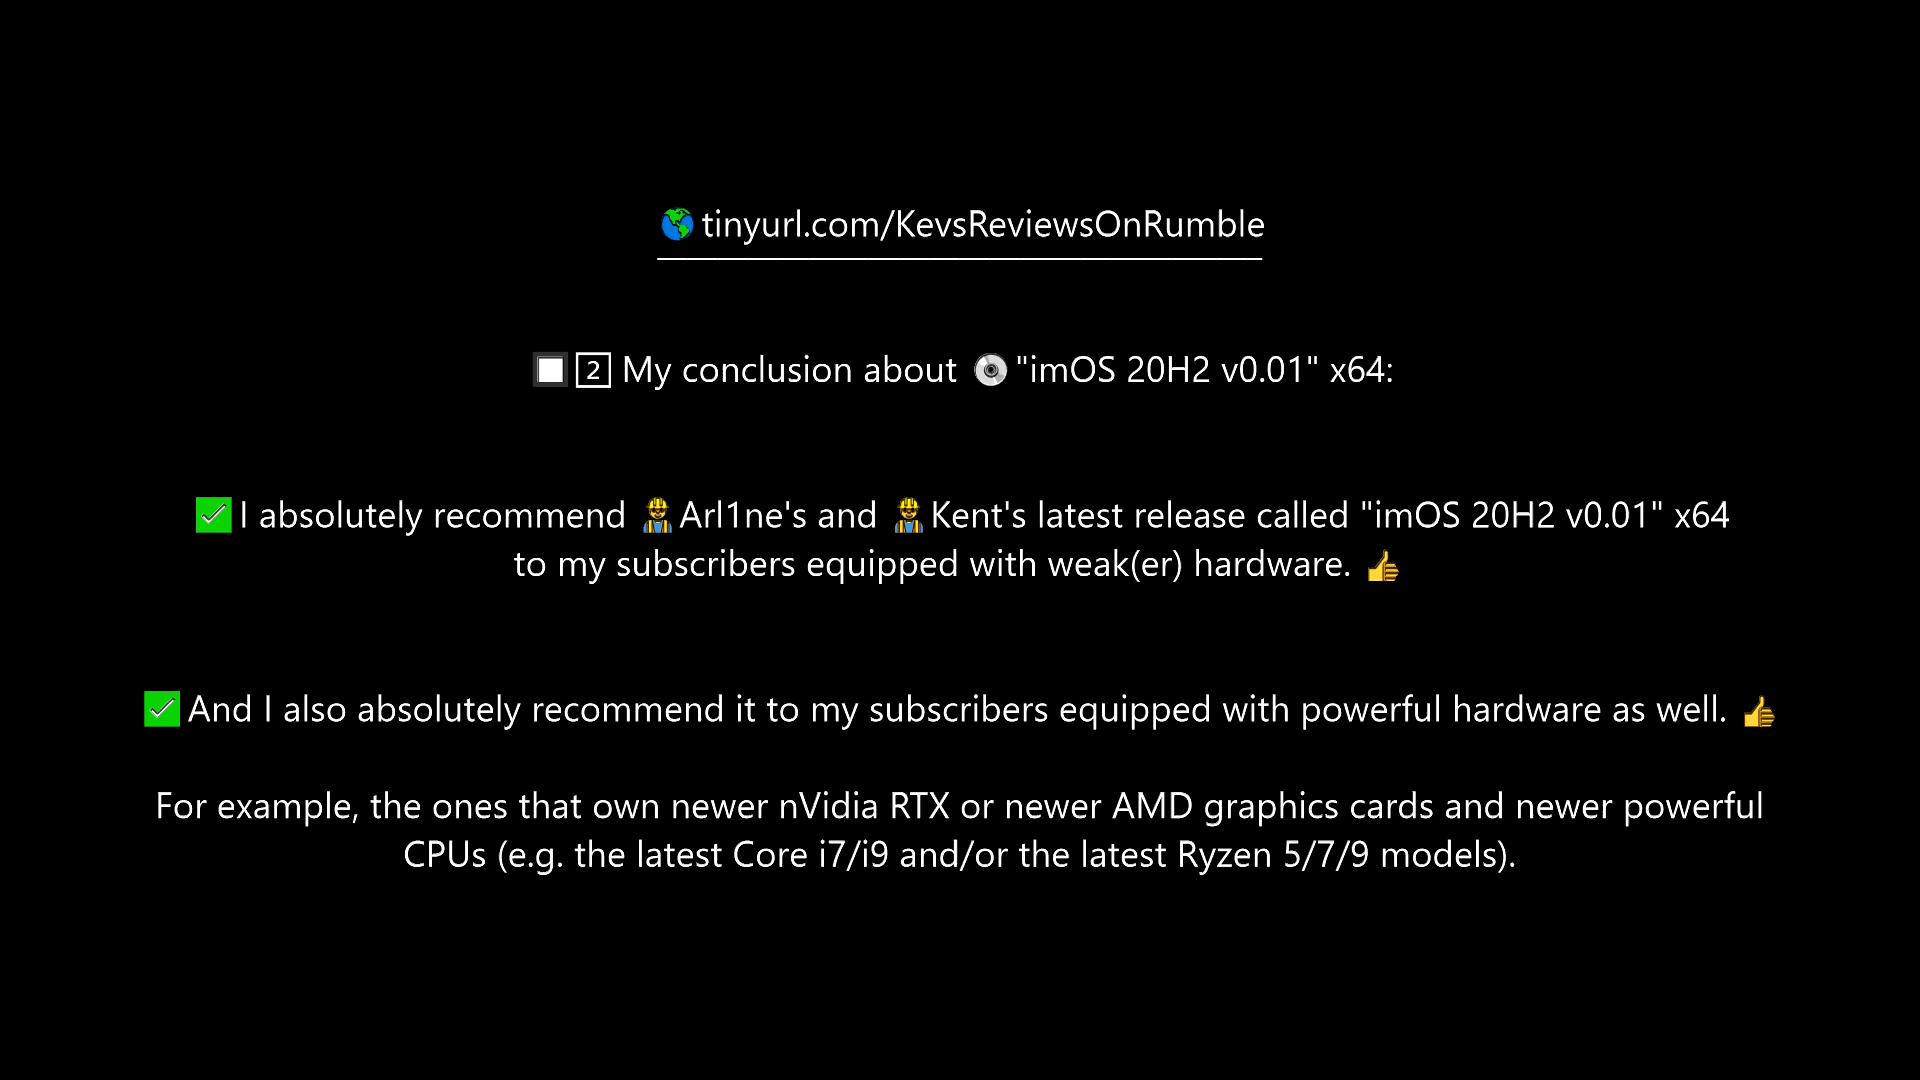 🌎 tinyurl.com/KevsReviewsOnRumble
🔲 2 My conclusion about 💿 "imOS 20H2 v0.01" x64:
✅ I absolutely recommend 👷 Arl1ne's and 👷 Kent's latest release called "imOS 20H2 v0.01" x64
to my subscribers equipped with weak(er) hardware. 👍
✅ And I also absolutely recommend it to my subscribers equipped with powerful hardware as well. 👍
For example, the ones that own newer nVidia RTX or newer AMD graphics cards and newer powerful
CPUs (e.g. the latest Core i7/i9 and/or the latest Ryzen 5/7/9 models).